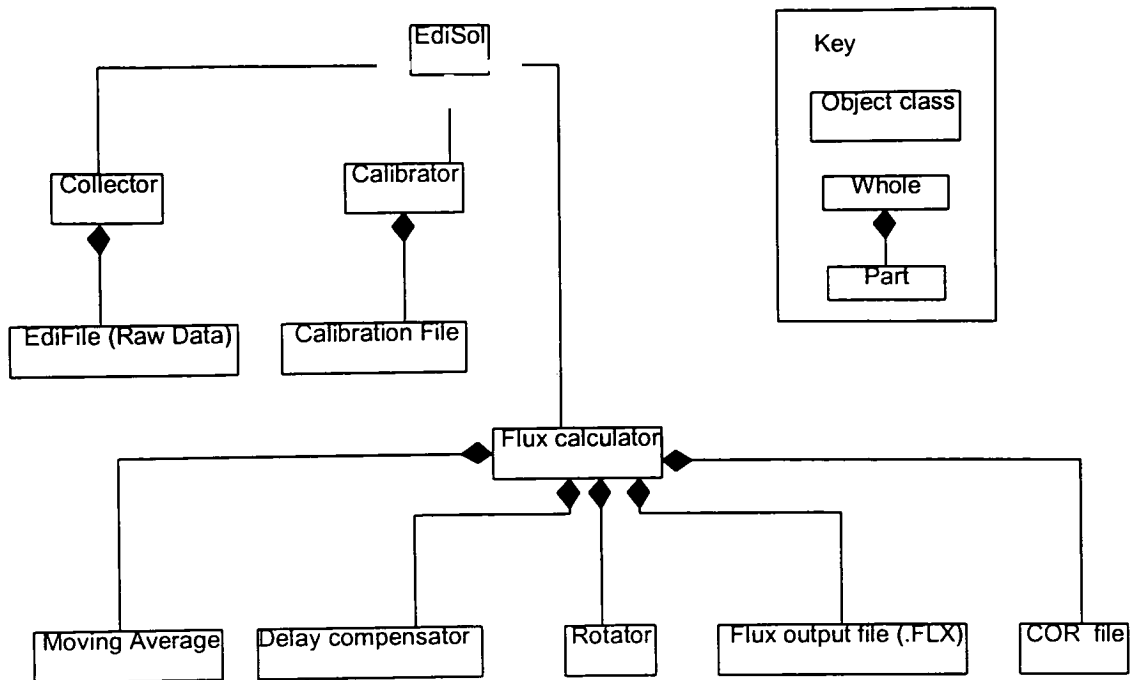 EdiSol
Key
Object class
Collector
Calibrator
Whole
Part
EdiFile (Raw Data)
Calibration File
Flux calculator
Moving Average
Delay compensator
Rotator
Flux output file (.FLX)
COR file